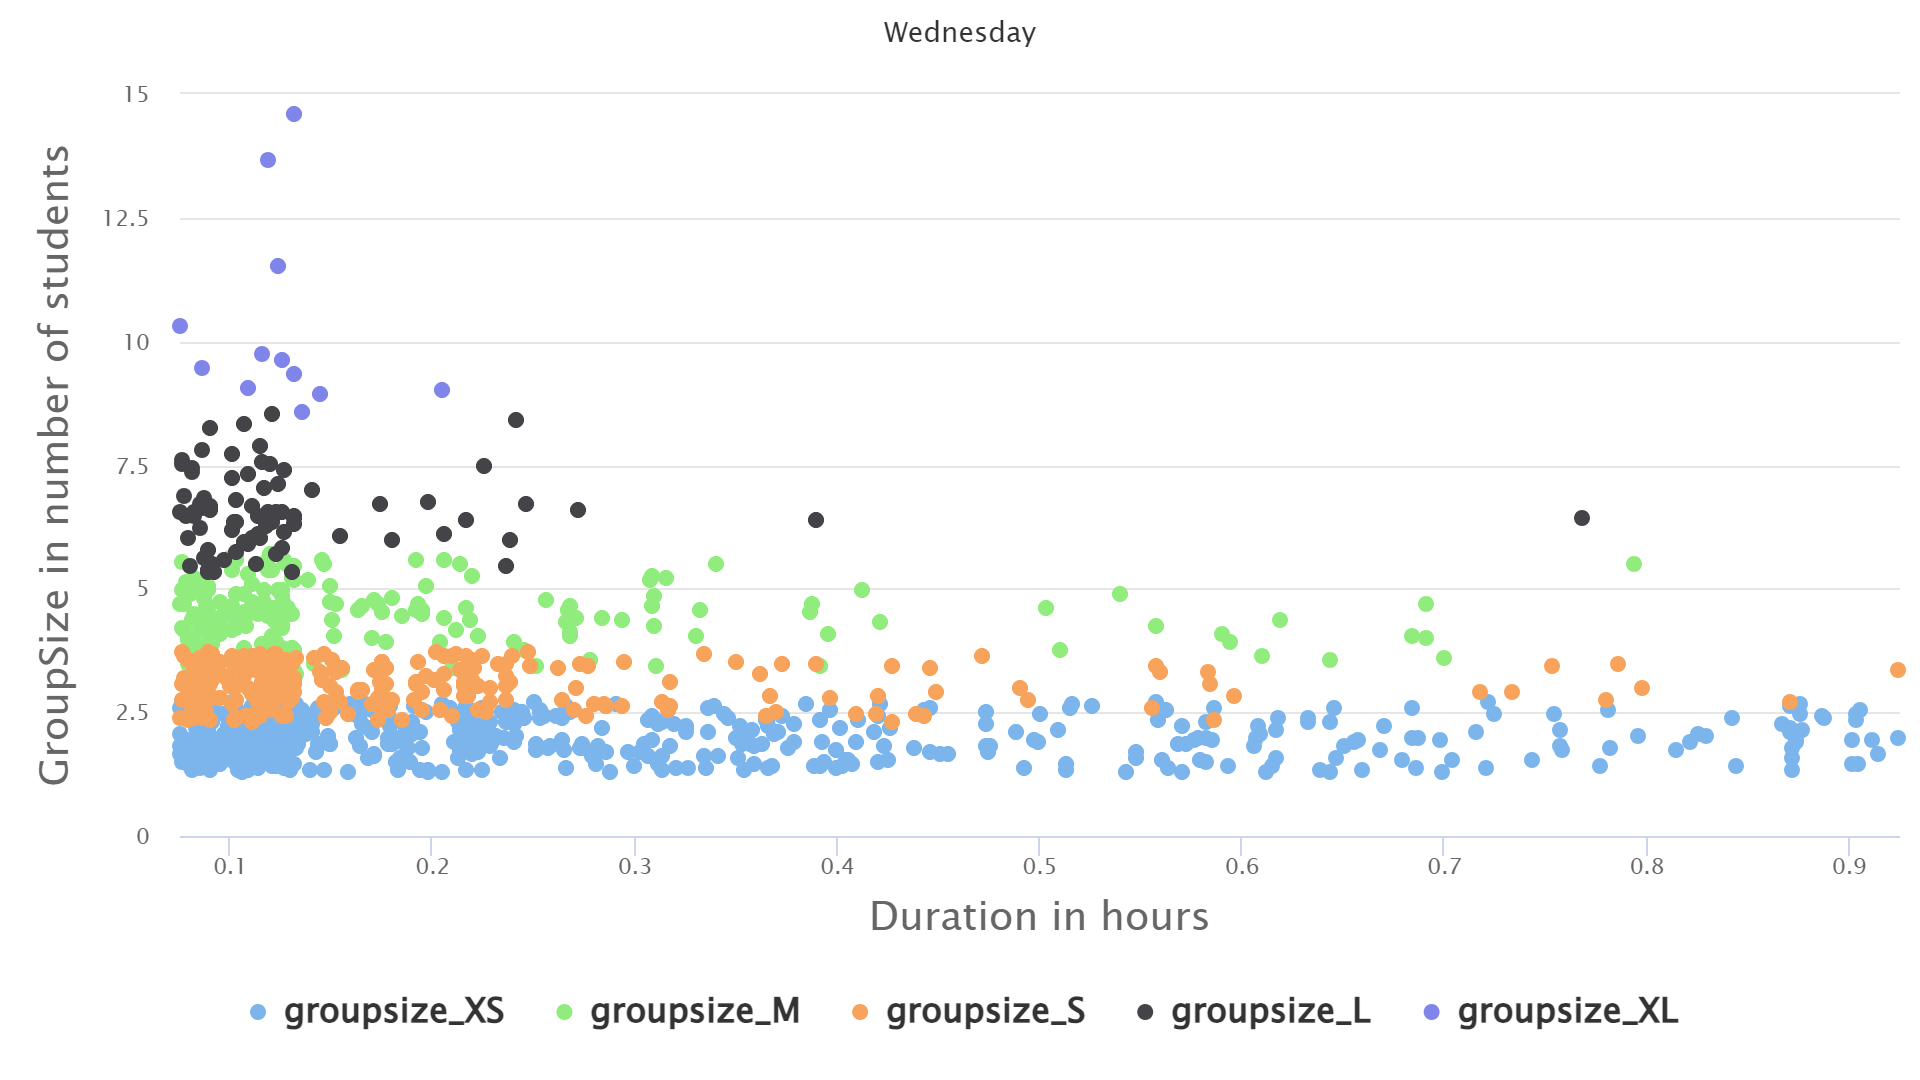 Wednesday
GroupSize in number of students
15
12.5
10
7.5
5
2.5
0
0.1 0.2 0.3 0.4 0.5 0.6 0.7 0.8 0.9
Duration in hours
groupsize_XS groupsize_M groupsize_S groupsize_L groupsize_XL